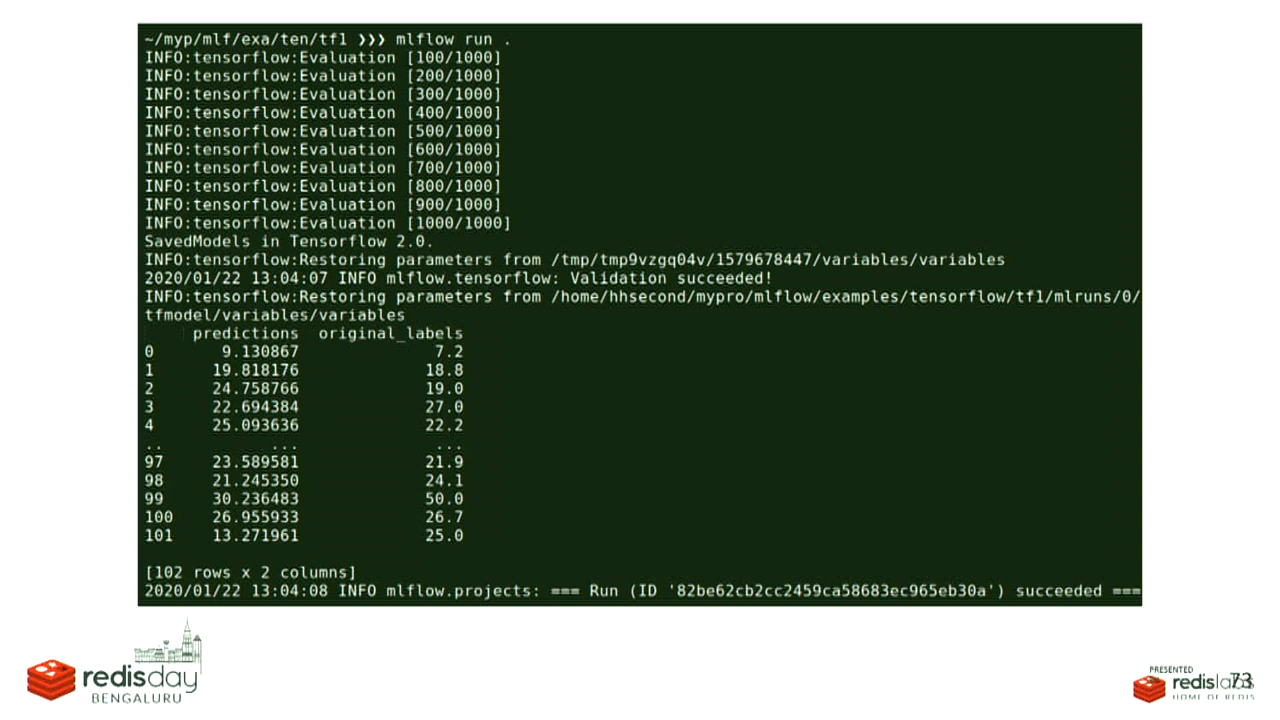 ~/myp/mlf/exa/ten/tf1 ❯❯❯ mlflow run .
INFO:tensorflow:Evaluation [100/1000]
INFO:tensorflow:Evaluation [200/1000]
INFO:tensorflow:Evaluation [300/1000]
INFO:tensorflow:Evaluation [400/1000]
INFO:tensorflow:Evaluation [500/1000]
INFO:tensorflow:Evaluation [600/1000]
INFO:tensorflow:Evaluation [700/1000]
INFO:tensorflow:Evaluation [800/1000]
INFO:tensorflow:Evaluation [900/1000]
INFO:tensorflow:Evaluation [1000/1000]
SavedModels in Tensorflow 2.0.
INFO:tensorflow:Restoring parameters from /tmp/tmp9vzgq04v/1579678447/variables/variables
2020/01/22 13:04:07 INFO mlflow.tensorflow: Validation succeeded!
INFO:tensorflow:Restoring parameters from /home/hhsecond/mypro/mlflow/examples/tensorflow/tf1/mlruns/0/
tfmodel/variables/variables
predictions original_labels
0 9.130867 7.2
1 19.818176 18.8
2 24.758766 19.0
3 22.694384 27.0
4 25.093636 22.2
.. ... ...
97 23.589581 21.9
98 21.245350 24.1
99 30.236483 50.0
100 26.955933 26.7
101 13.271961 25.0
[102 rows x 2 columns]
2020/01/22 13:04:08 INFO mlflow.projects: === Run (ID '82be62cb2cc2459ca58683ec965eb30a') succeeded ===
redisday
BENGALURU
PRESENTED
redislabs
HOME OF REDIS
73